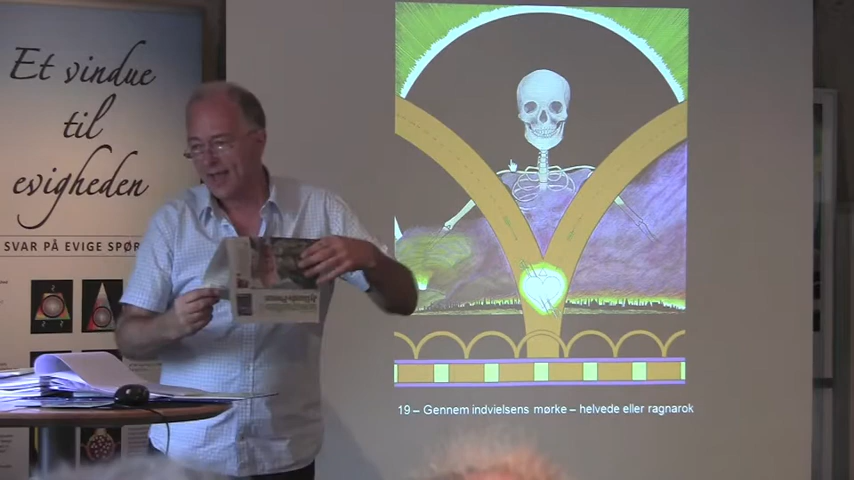 Et vindue
til
evigheden
SVAR PÅ EVIGE SPØR
19 – Gennem indvielsens mørke – helvede eller ragnarok